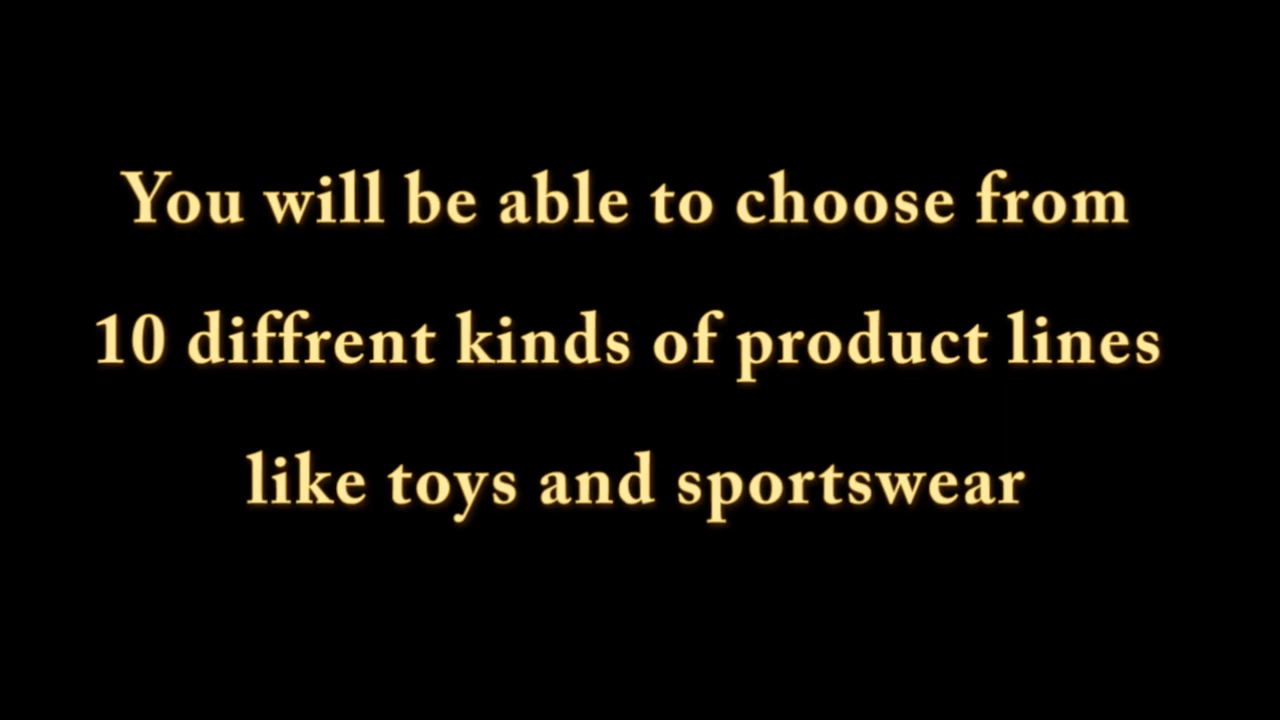 You will be able to choose from
10 diffrent kinds of product lines
like toys and sportswear